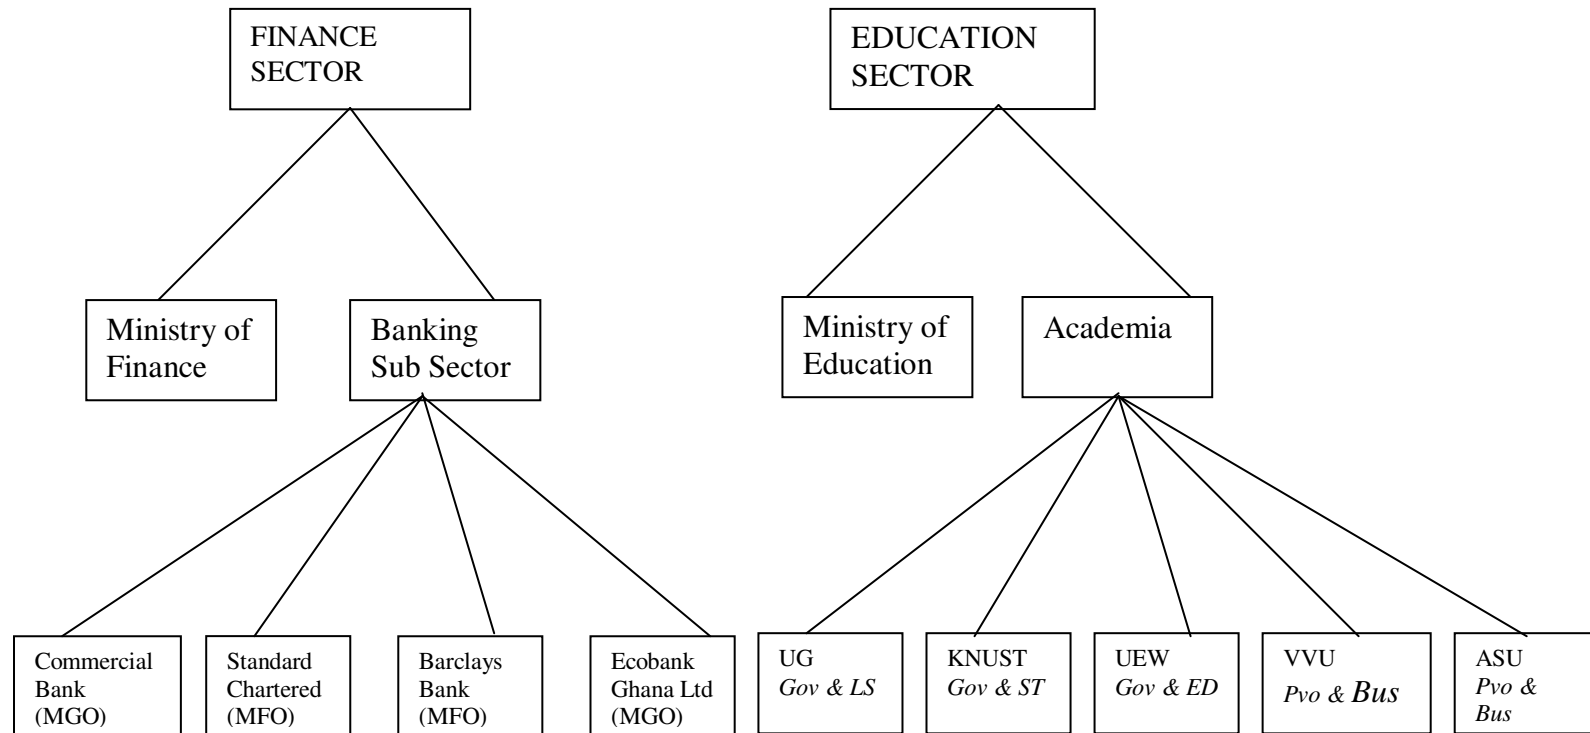 FINANCE
SECTOR
EDUCATION
SECTOR
Ministry of
Finance
Banking
Sub Sector
Ministry of
Education
Academia
Commercial
Bank
(MGO)
Standard
Chartered
(MFO)
Barclays
Bank
(MFO)
Ecobank
Ghana Ltd
(MGO)
UG
Gov & LS
KNUST
Gov & ST
UEW
Gov & ED
VVU
Pvo & Bus
ASU
Pvo &
Bus